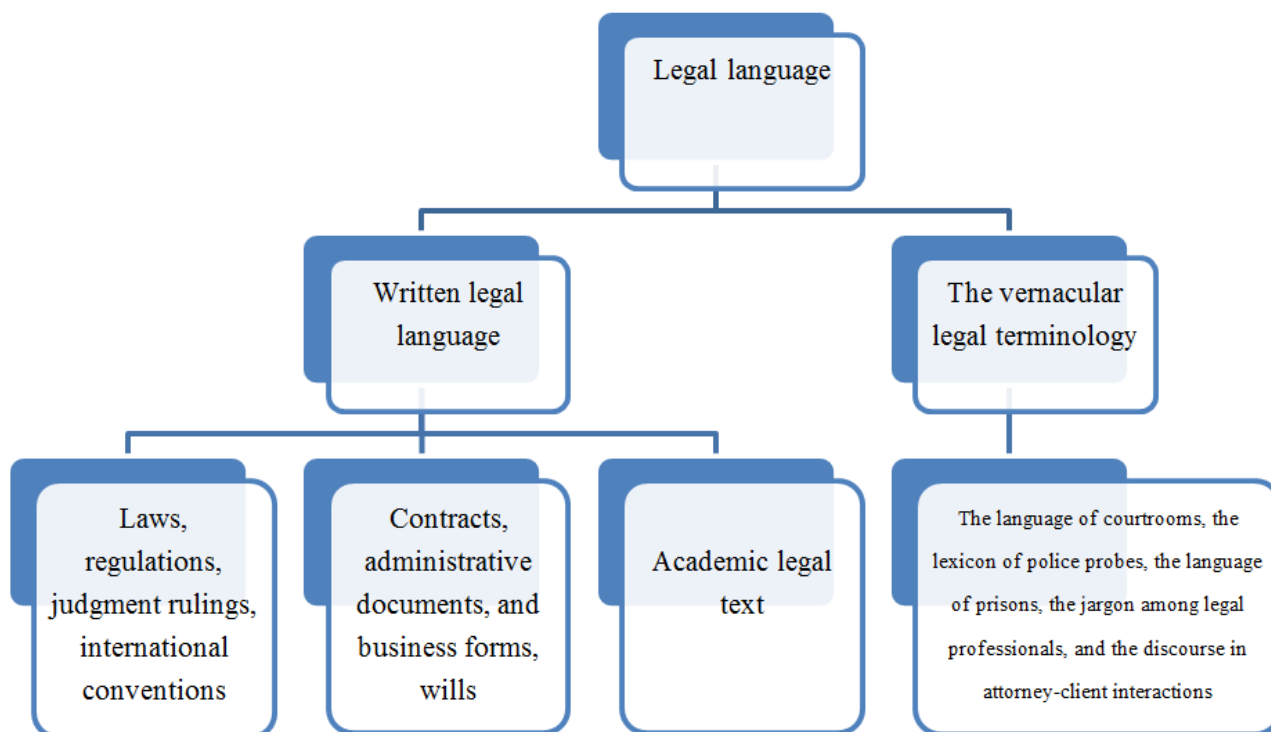 Legal language
Written legal
language
The vernacular
legal terminology
Laws,
regulations,
judgment rulings,
international
conventions
Contracts,
administrative
documents, and
business forms,
wills
Academic legal
text
The language of courtrooms, the
lexicon of police probes, the language
of prisons, the jargon among legal
professionals, and the discourse in
attorney-client interactions